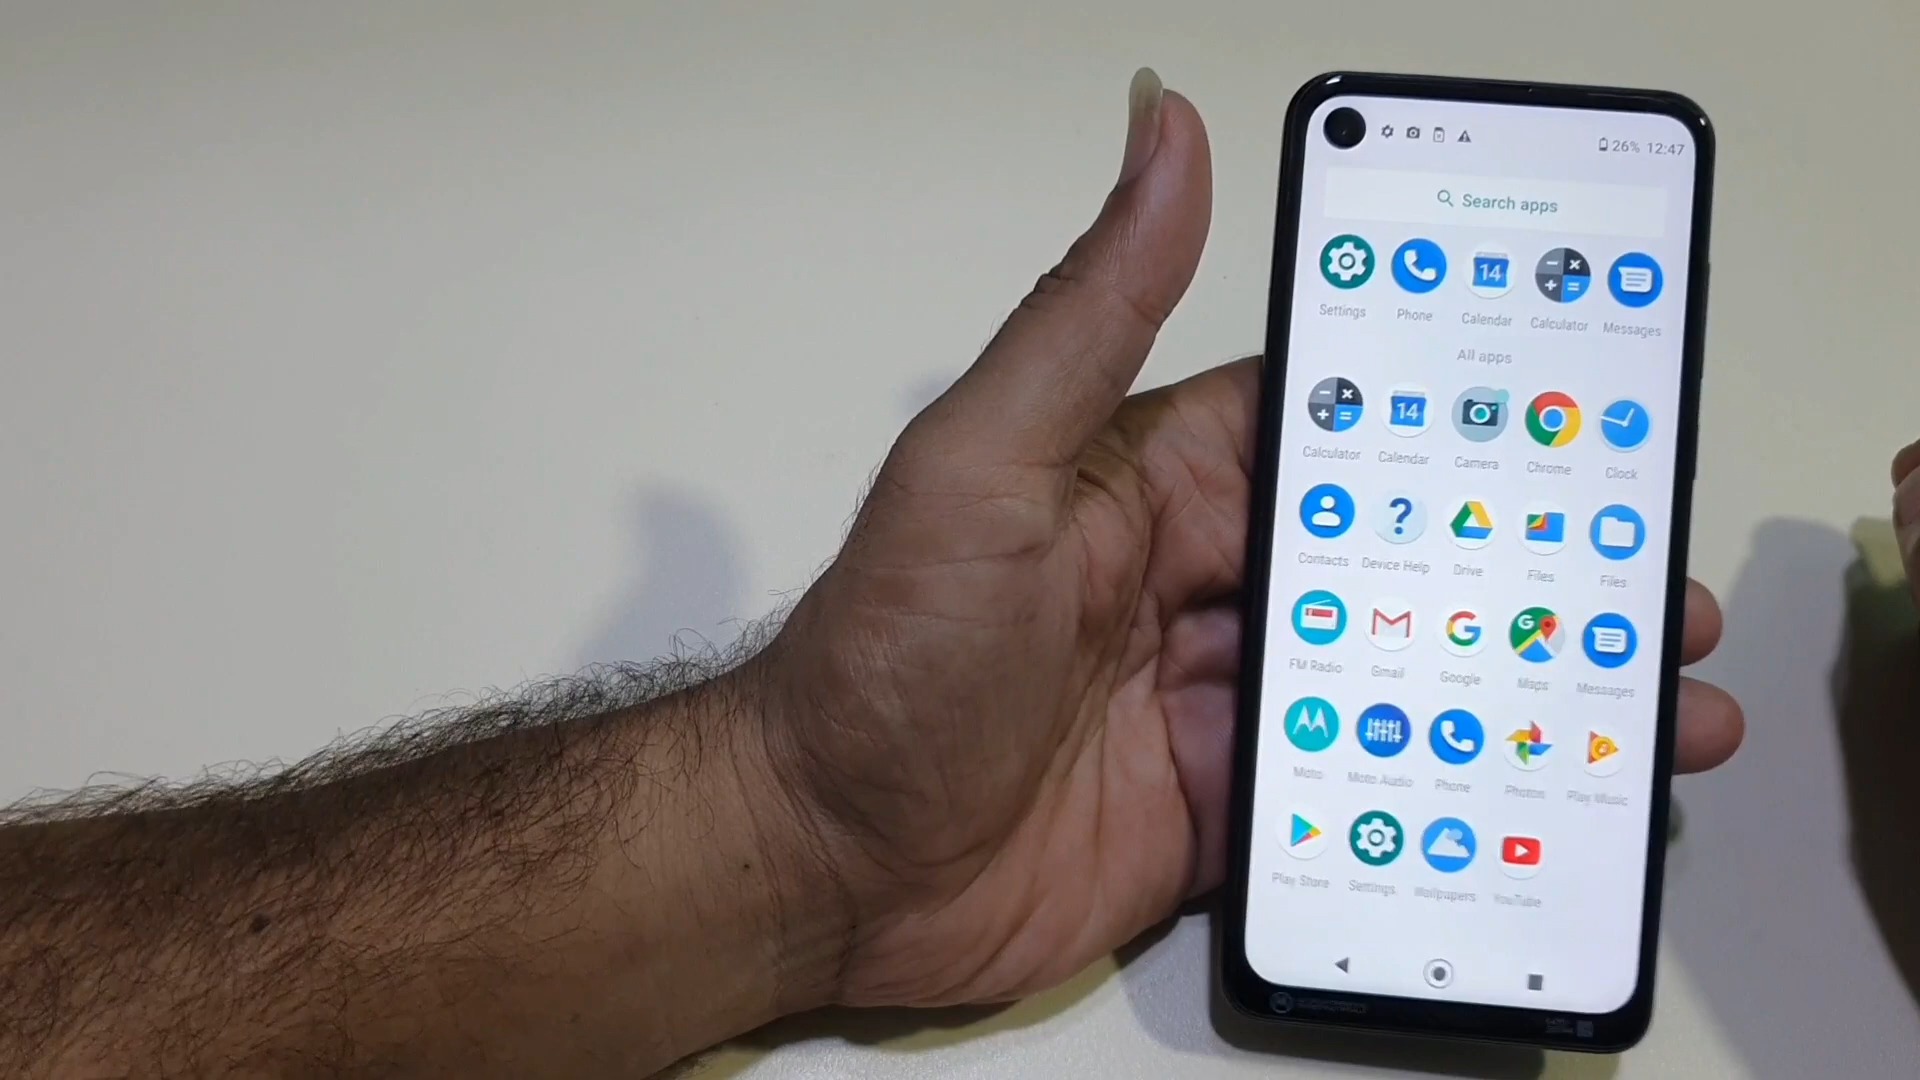 26% 12:47
Search apps
14
Settings Phone Calendar Calculator Messages
All apps
14
Calculator Calendar Camera Chrome Clock
Contacts Device Help Drive Files Files
FM Radio Gmail Google Maps Messages
Moto Moto Audio Phone Photos Play Music
Play Store Settings Wallpapers YouTube